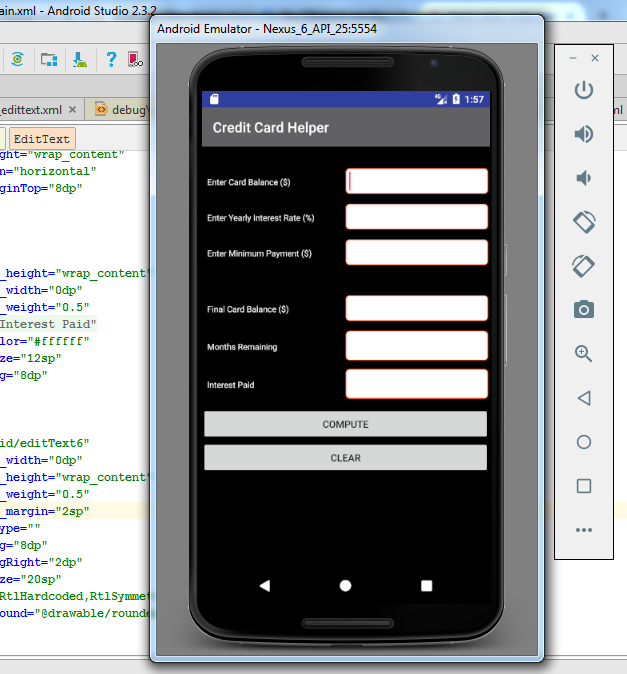 ain.xml - Android Studio 2.3.2
Android Emulator - Nexus_6_API_25:5554
edittext.xml
debug\
ml
EditText
ght="wrap_content"
n="horizontal"
ginTop="8dp"
_height="wrap_content"
_width="0dp"
_weight="0.5"
Interest Paid"
lor="#ffffff"
ze="12sp"
g="8dp"
id/editText6"
_width="0dp"
_height="wrap_content"
_weight="0.5"
_margin="2sp"
ype=""
g="8dp"
gRight="2dp"
ze="20sp"
RtlHardcoded,RtlSymmet
ound="@drawable/rounde
4G 1:57
Credit Card Helper
Enter Card Balance ($)
Enter Yearly Interest Rate (%)
Enter Minimum Payment ($)
Final Card Balance ($)
Months Remaining
Interest Paid
COMPUTE
CLEAR